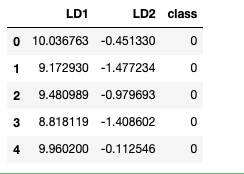 LD1 LD2 class
0 10.036763 -0.451330 0
1 9.172930 -1.477234 0
2 9.480989 -0.979693 0
3 8.818119 -1.408602 0
4 9.960200 -0.112546 0